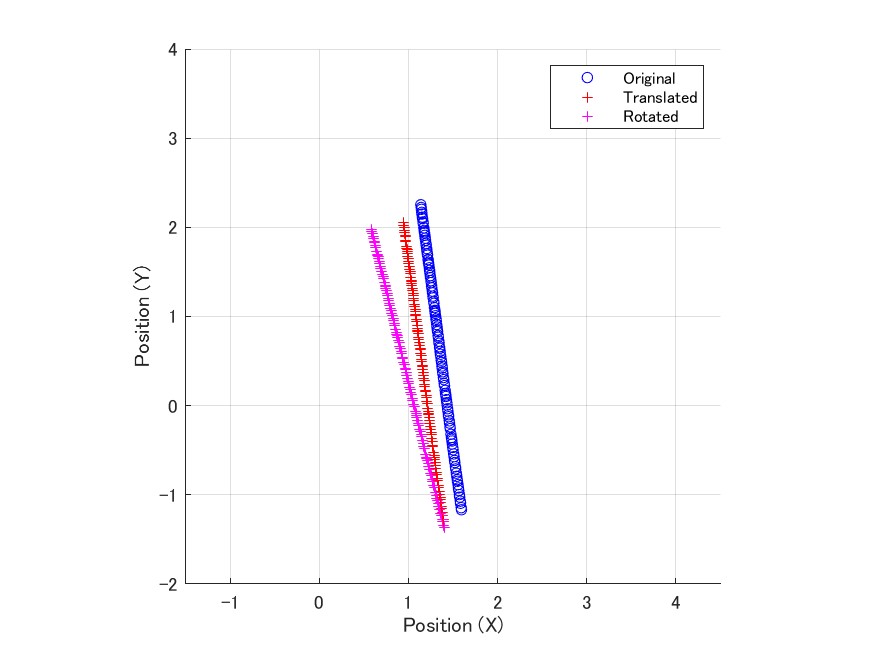 4
3
2
1
0
−1
−2
−1 0 1 2 3 4
Position (X)
Position (Y)
Original
Translated
Rotated